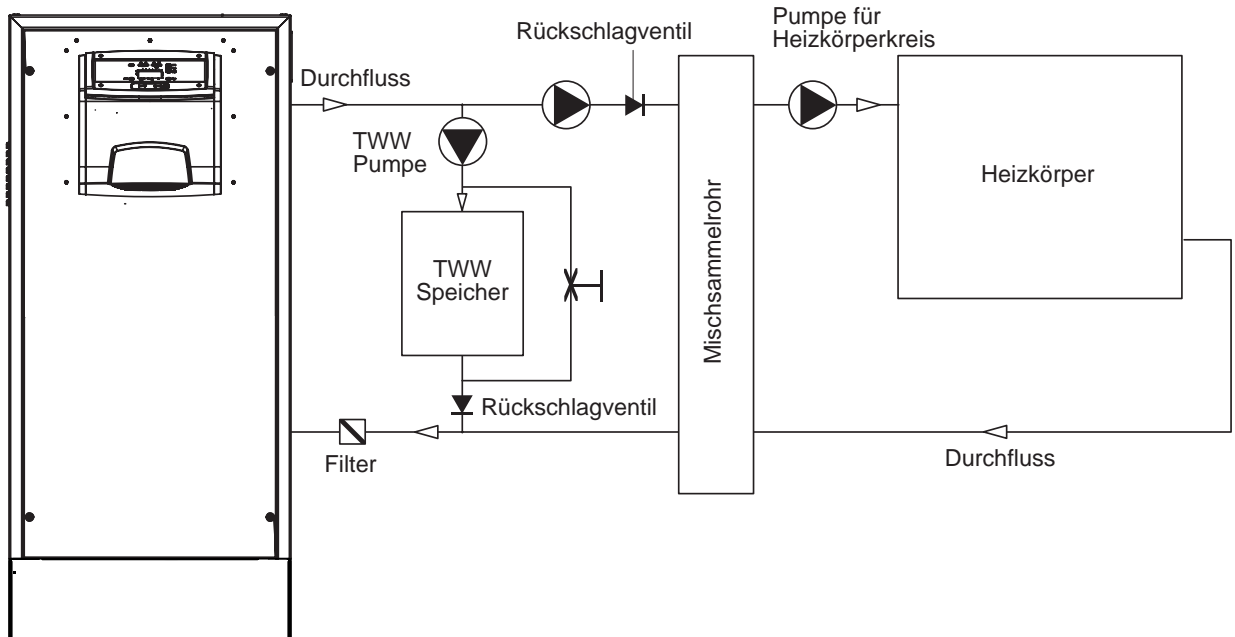 Rückschlagventil
Pumpe für
Heizkörperkreis
Durchfluss
TWW
Pumpe
Heizkörper
TWW
Speicher
Mischsammelrohr
Rückschlagventil
Filter
Durchfluss